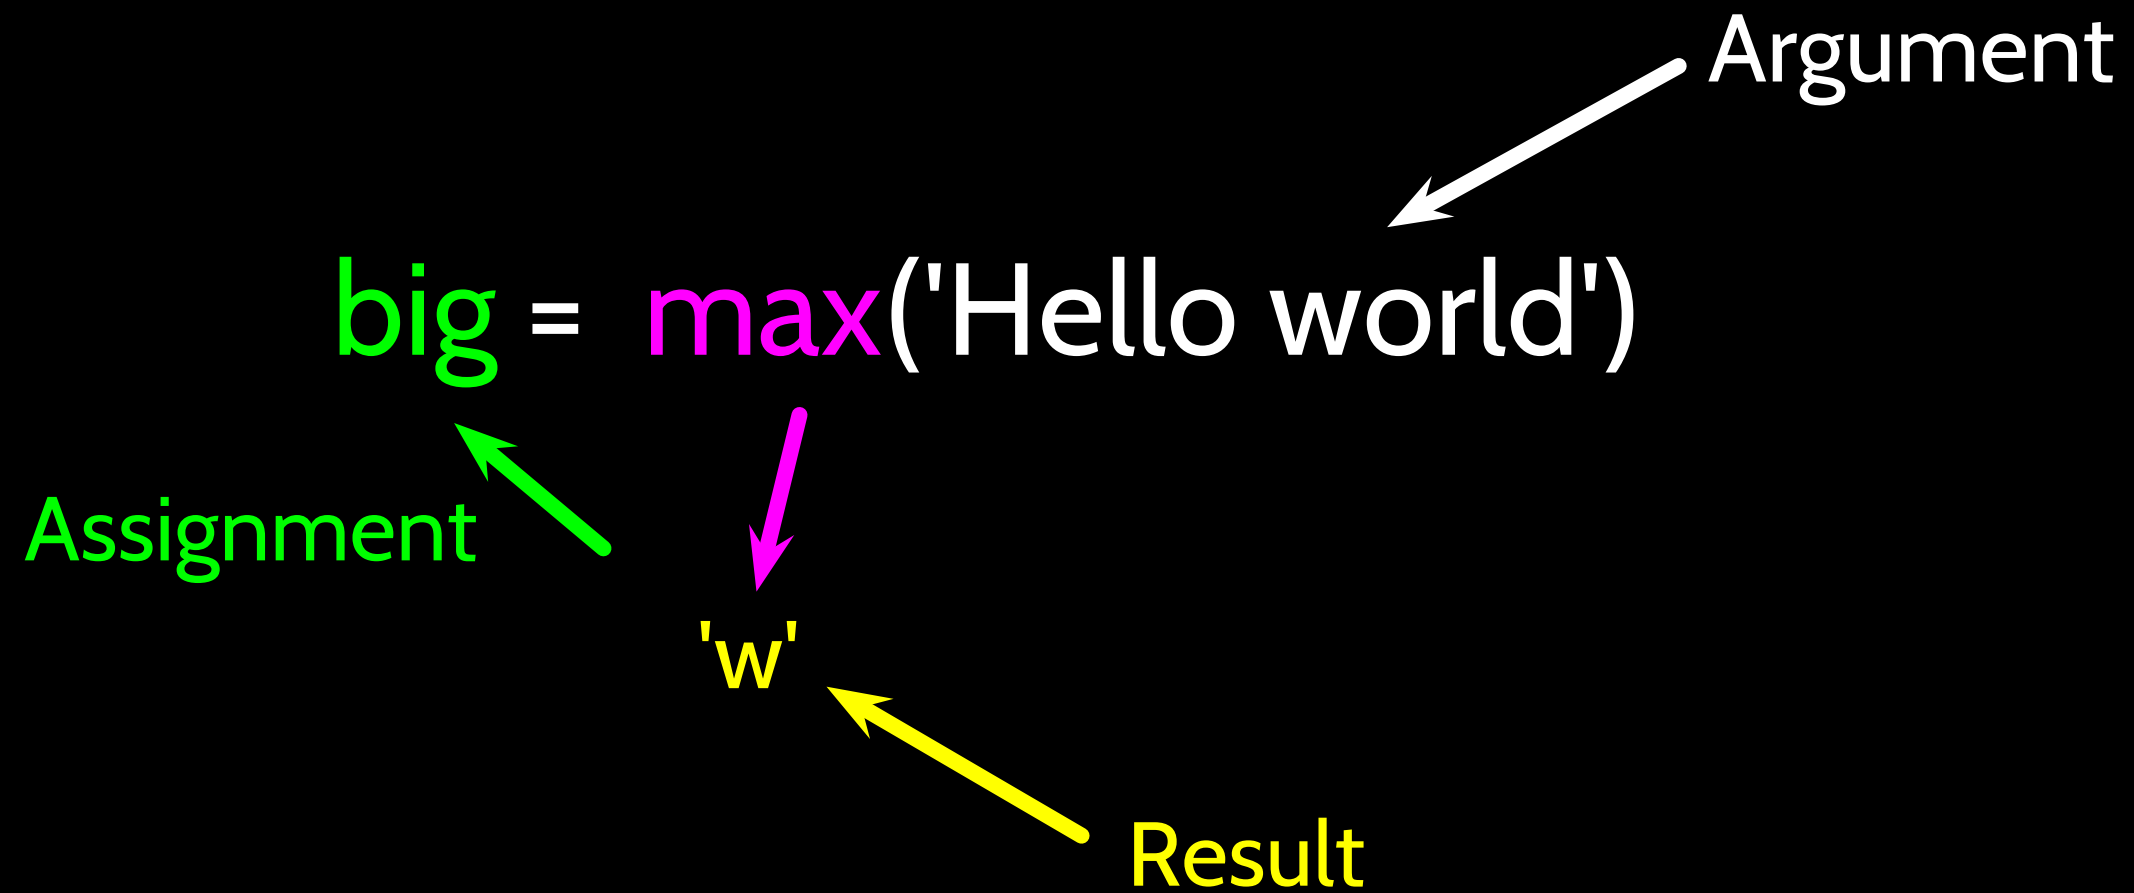 Argument
big = max('Hello world')
Assignment
'w'
Result